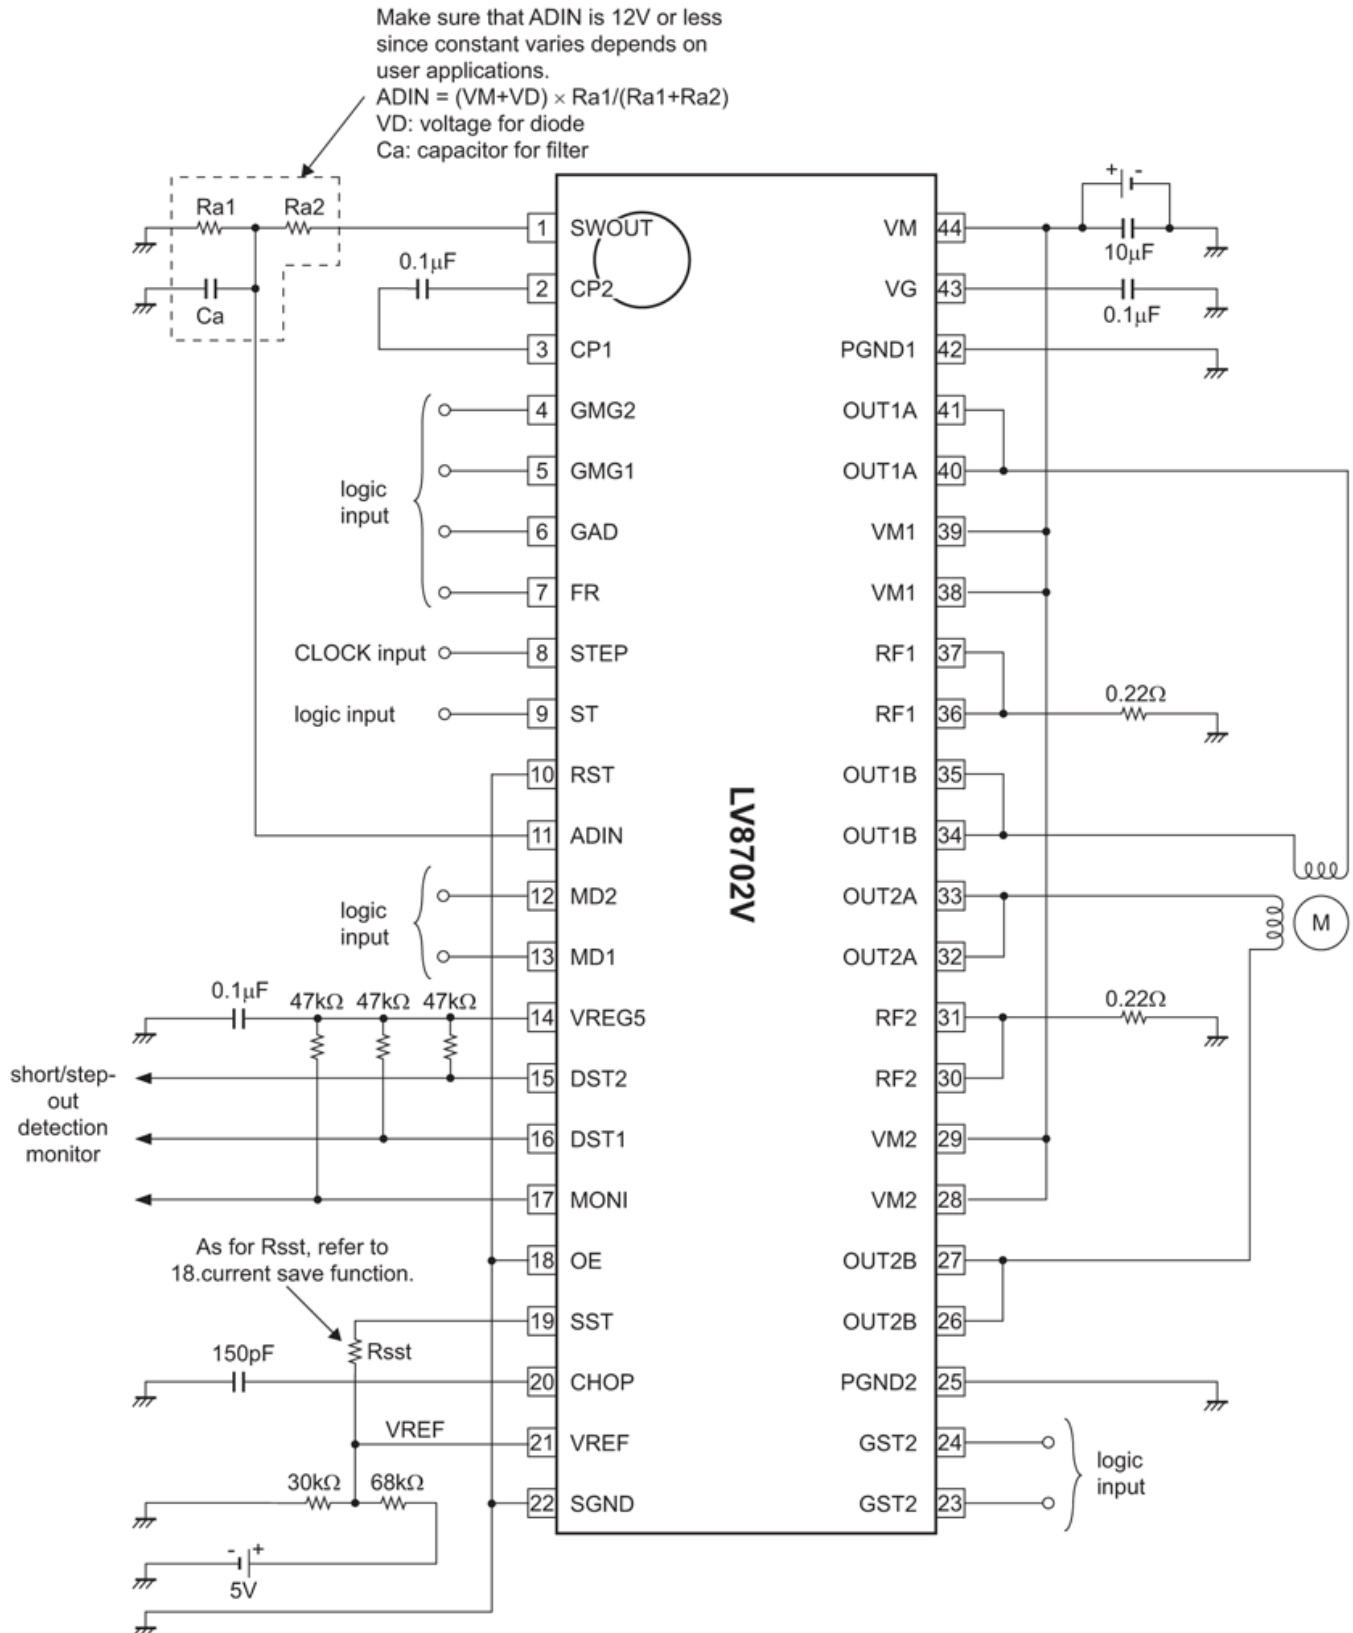 Make sure that ADIN is 12V or less
since constant varies depends on
user applications.
ADIN = (VM+VD) × Ra1/(Ra1+Ra2)
VD: voltage for diode
Ca: capacitor for filter
Ra1
Ra2
Ca
0.1μF
logic
input
CLOCK input
logic input
logic
input
0.1μF
47kΩ 47kΩ 47kΩ
short/step-
out
detection
monitor
As for Rsst, refer to
18.current save function.
Rsst
150pF
VREF
30kΩ
68kΩ
- +
5V
1 SWOUT
2 CP2
3 CP1
4 GMG2
5 GMG1
6 GAD
7 FR
8 STEP
9 ST
10 RST
11 ADIN
12 MD2
13 MD1
14 VREG5
15 DST2
16 DST1
17 MONI
18 OE
19 SST
20 CHOP
21 VREF
22 SGND
LV8702V
VM 44
VG 43
PGND1 42
OUT1A 41
OUT1A 40
VM1 39
VM1 38
RF1 37
RF1 36
OUT1B 35
OUT1B 34
OUT2A 33
OUT2A 32
RF2 31
RF2 30
VM2 29
VM2 28
OUT2B 27
OUT2B 26
PGND2 25
GST2 24
GST2 23
+ -
10μF
0.1μF
0.22Ω
M
0.22Ω
logic
input